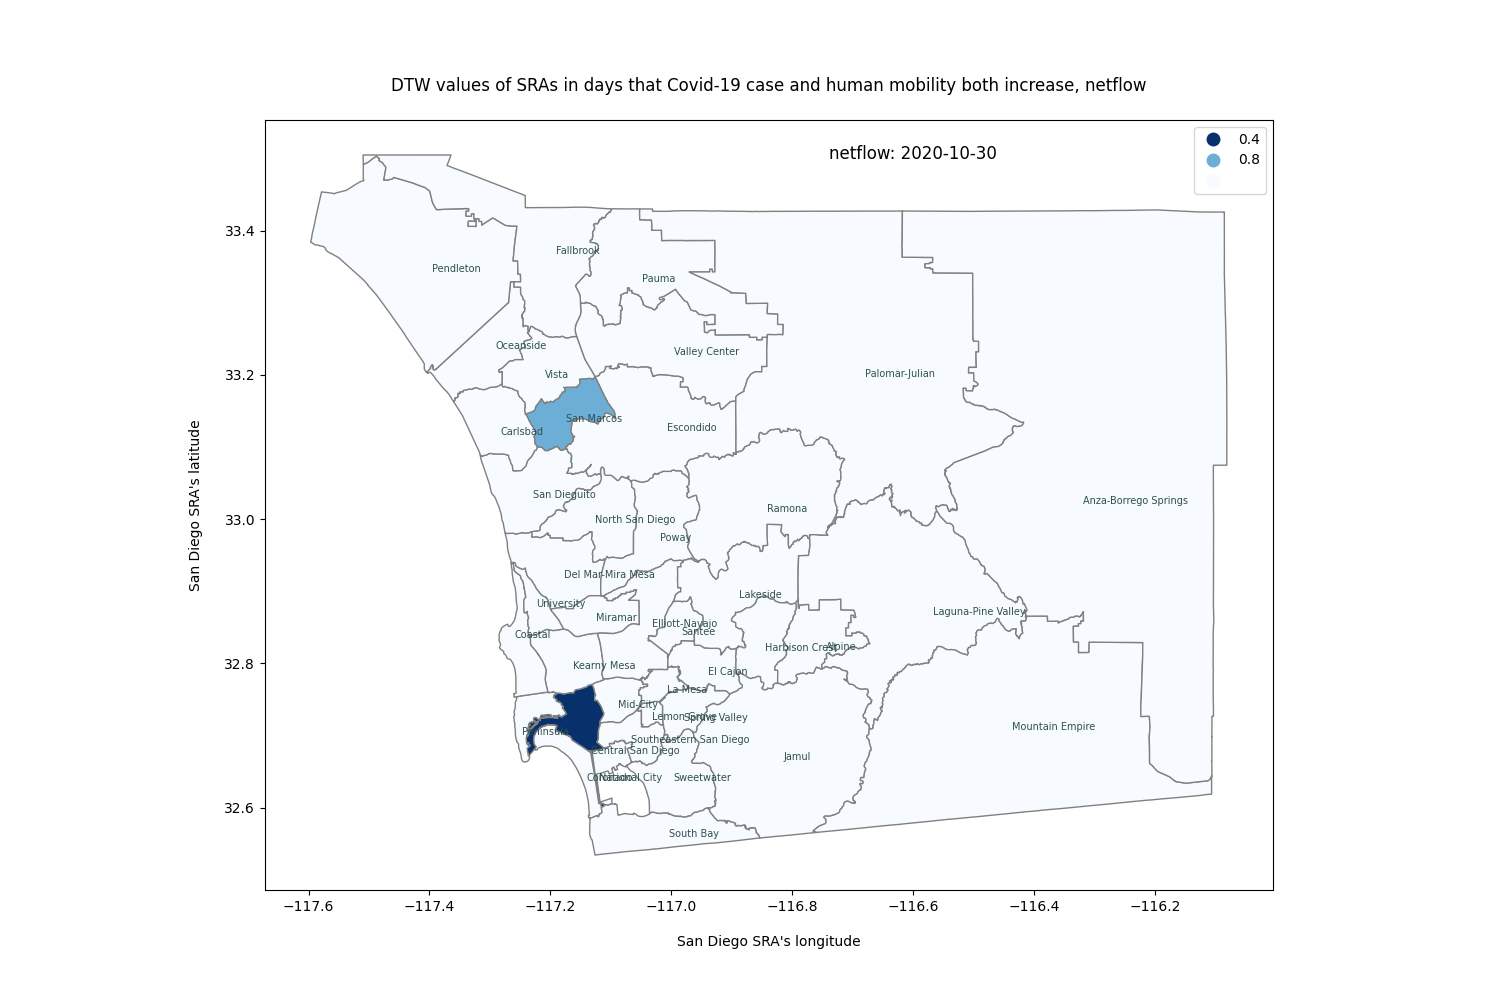 DTW values of SRAs in days that Covid-19 case and human mobility both increase, netflow
netflow: 2020-10-30
0.4
0.8
San Diego SRA's latitude
33.4
33.2
33.0
32.8
32.6
Fallbrook
Pendleton
Pauma
Oceanside
Valley Center
Vista
Palomar-Julian
San Marcos
Carlsbad
Escondido
San Dieguito
Anza-Borrego Springs
Ramona
North San Diego
Poway
Del Mar-Mira Mesa
Lakeside
University
Laguna-Pine Valley
Miramar
Elliott-Navajo
Santee
Coastal
Harbison Crest
Alpine
Kearny Mesa
El Cajon
La Mesa
Mid-City
Lemon Grove
Spring Valley
Mountain Empire
Peninsula
Southeastern San Diego
Central San Diego
Jamul
Coronado
National City
Sweetwater
South Bay
−117.6
−117.4
−117.2
−117.0
−116.8
−116.6
−116.4
−116.2
San Diego SRA's longitude